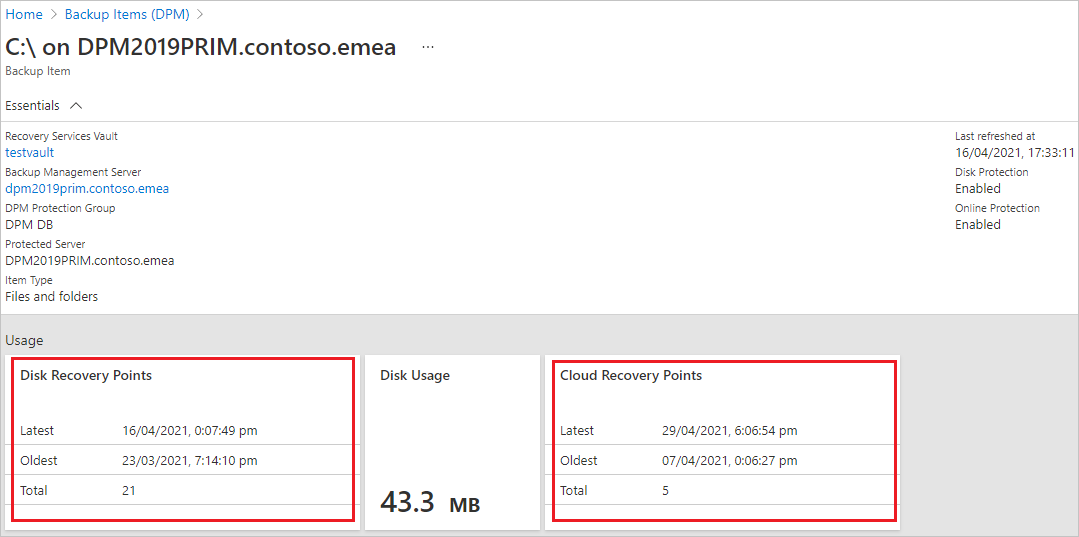 Home > Backup Items (DPM) >
C:\ on DPM2019PRIM.contoso.emea ...
Backup Item
Essentials
Recovery Services Vault
testvault
Backup Management Server
dpm2019prim.contoso.emea
DPM Protection Group
DPM DB
Protected Server
DPM2019PRIM.contoso.emea
Item Type
Files and folders
Last refreshed at
16/04/2021, 17:33:11
Disk Protection
Enabled
Online Protection
Enabled
Usage
Disk Recovery Points
Latest 16/04/2021, 0:07:49 pm
Oldest 23/03/2021, 7:14:10 pm
Total 21
Disk Usage
43.3 MB
Cloud Recovery Points
Latest 29/04/2021, 6:06:54 pm
Oldest 07/04/2021, 0:06:27 pm
Total 5